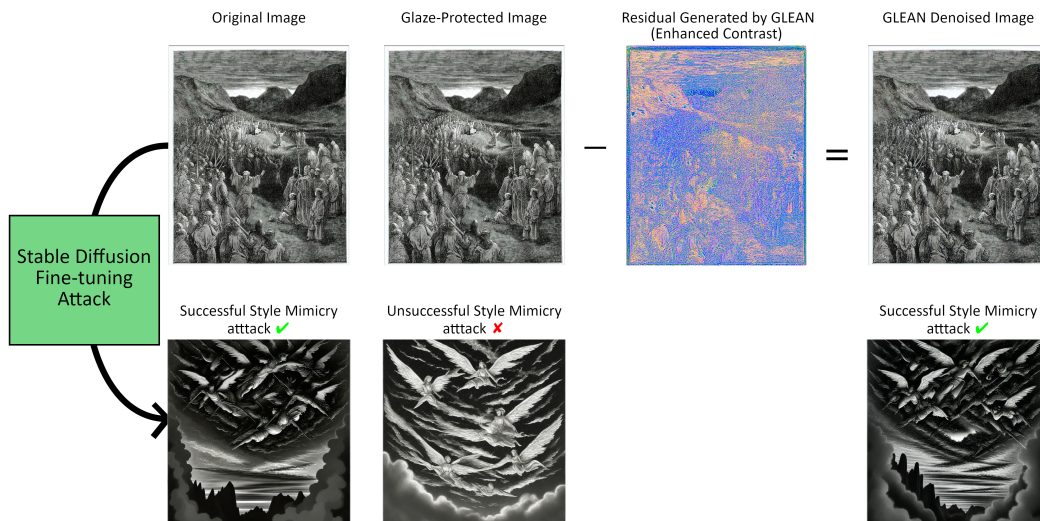 Original Image
Glaze-Protected Image
Residual Generated by GLEAN
(Enhanced Contrast)
GLEAN Denoised Image
—
=
Stable Diffusion
Fine-tuning
Attack
Successful Style Mimicry
atttack ✔
Unsuccessful Style Mimicry
atttack ✘
Successful Style Mimicry
attack ✔